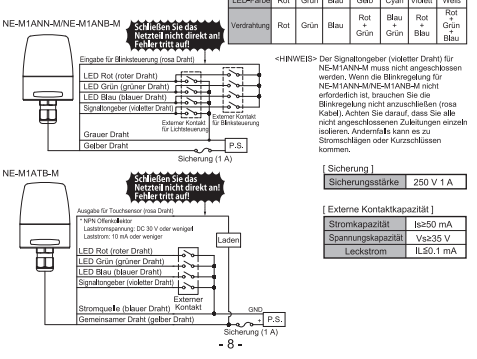 LED-Farbe Rot Grün Blau Gelb Cyan Violett Weiß
Verdrahtung Rot Grün Blau Rot + Grün Blau + Grün Rot + Blau Rot + Grün + Blau
NE-M1ANN-M/NE-M1ANB-M
Schließen Sie das
Netzteil nicht direkt an!
Fehler tritt auf!
Eingabe für Blinksteuerung (rosa Draht)
LED Rot (roter Draht)
LED Grün (grüner Draht)
LED Blau (blauer Draht)
Signaltongeber (violetter Draht)
Externer Kontakt
für Lichtsteuerung
Externer Kontakt
für Blinksteuerung
Grauer Draht
Gelber Draht
P.S.
Sicherung (1 A)
<HINWEIS> Der Signaltongeber (violetter Draht) für
NE-M1ANN-M muss nicht angeschlossen
werden. Wenn die Blinkregelung für
NE-M1ANN-M/NE-M1ANB-M nicht
erforderlich ist, brauchen Sie die
Blinkregelung nicht anzuschließen (rosa
Kabel). Achten Sie darauf, dass Sie alle
nicht angeschlossenen Zuleitungen einzeln
isolieren. Andernfalls kann es zu
Stromschlägen oder Kurzschlüssen
kommen.
[ Sicherung ]
Sicherungsstärke 250 V 1 A
[ Externe Kontaktkapazität ]
Stromkapazität Is≥50 mA
Spannungskapazität Vs≥35 V
Leckstrom IL≦0.1 mA
NE-M1ATB-M
Schließen Sie das
Netzteil nicht direkt an!
Fehler tritt auf!
Ausgabe für Touchsensor (rosa Draht)
* NPN Offenkollektor
Laststromspannung: DC 30 V oder weniger
Laststrom: 10 mA oder weniger
Laden
LED Rot (roter Draht)
LED Grün (grüner Draht)
LED Blau (blauer Draht)
Signaltongeber (violetter Draht)
Externer
Kontakt
Stromquelle (blauer Draht)
GND
Gemeinsamer Draht (gelber Draht)
+ P.S.
Sicherung (1 A)
- 8 -